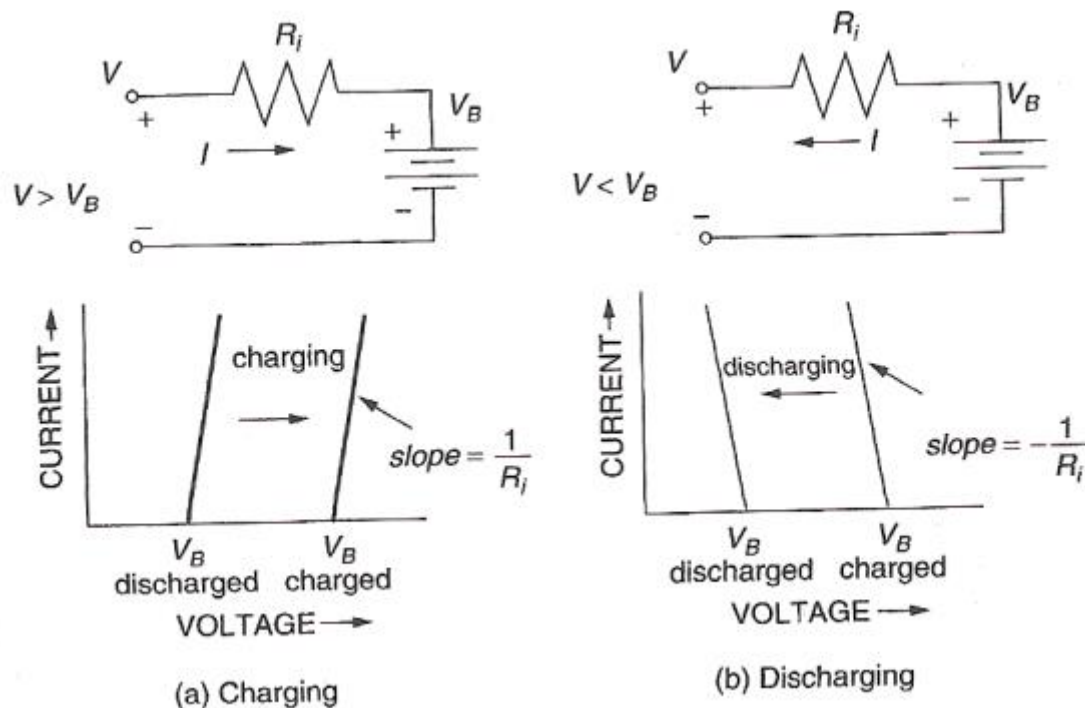 R_i
V
V_B
+
+
I
V > V_B
−
−
CURRENT
charging
slope = 1/R_i
V_B V_B
discharged charged
VOLTAGE
(a) Charging
R_i
V
V_B
+
+
I
V < V_B
−
−
CURRENT
discharging
slope = − 1/R_i
V_B V_B
discharged charged
VOLTAGE
(b) Discharging